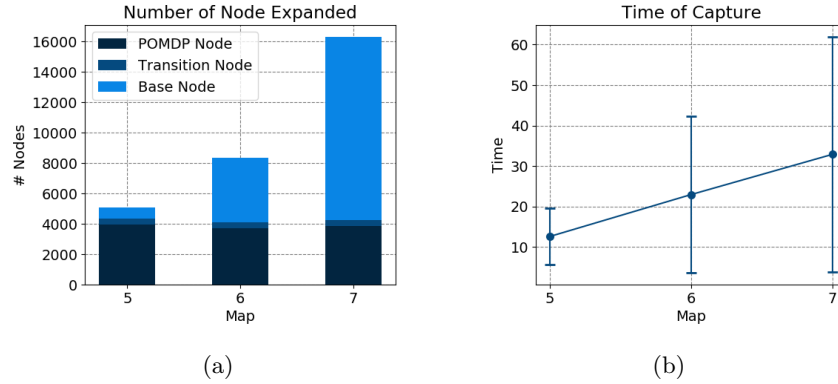 Number of Node Expanded
16000
14000
12000
10000
8000
6000
4000
2000
0
# Nodes
POMDP Node
Transition Node
Base Node
5 6 7
Map
(a)
Time of Capture
60
50
40
30
20
10
Time
5 6 7
Map
(b)